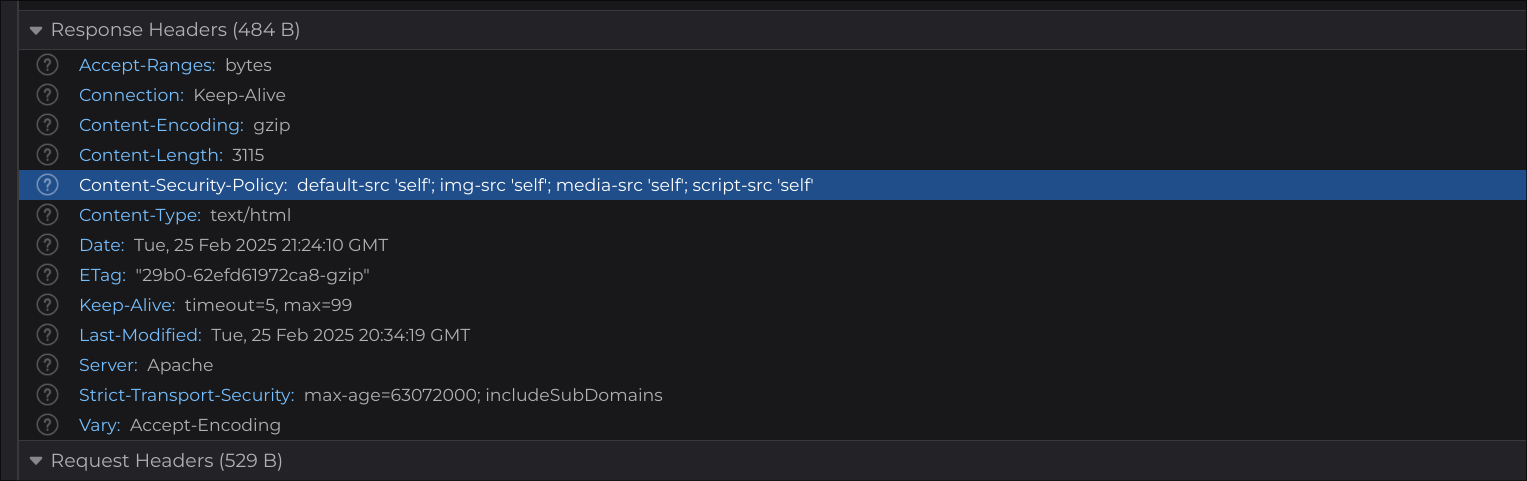 Response Headers (484 B)
? Accept-Ranges: bytes
? Connection: Keep-Alive
? Content-Encoding: gzip
? Content-Length: 3115
? Content-Security-Policy: default-src 'self'; img-src 'self'; media-src 'self'; script-src 'self'
? Content-Type: text/html
? Date: Tue, 25 Feb 2025 21:24:10 GMT
? ETag: "29b0-62efd61972ca8-gzip"
? Keep-Alive: timeout=5, max=99
? Last-Modified: Tue, 25 Feb 2025 20:34:19 GMT
? Server: Apache
? Strict-Transport-Security: max-age=63072000; includeSubDomains
? Vary: Accept-Encoding
Request Headers (529 B)